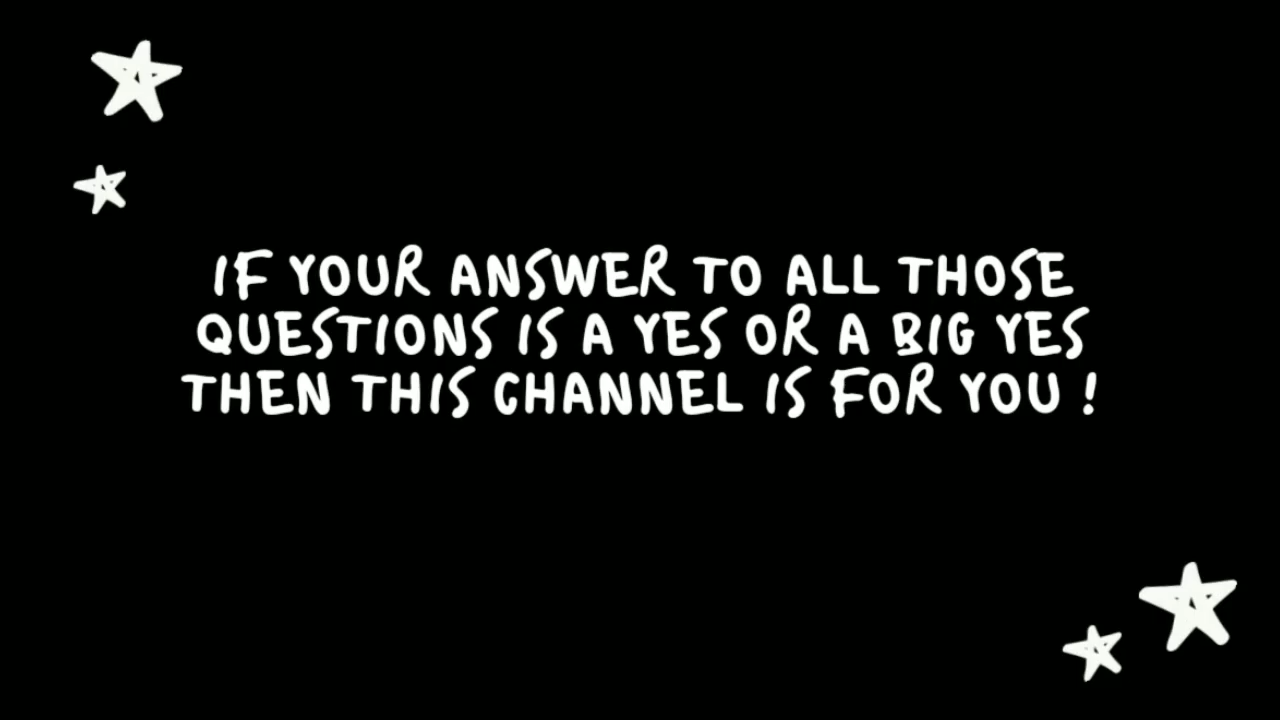 IF YOUR ANSWER TO ALL THOSE
QUESTIONS IS A YES OR A BIG YES
THEN THIS CHANNEL IS FOR YOU !